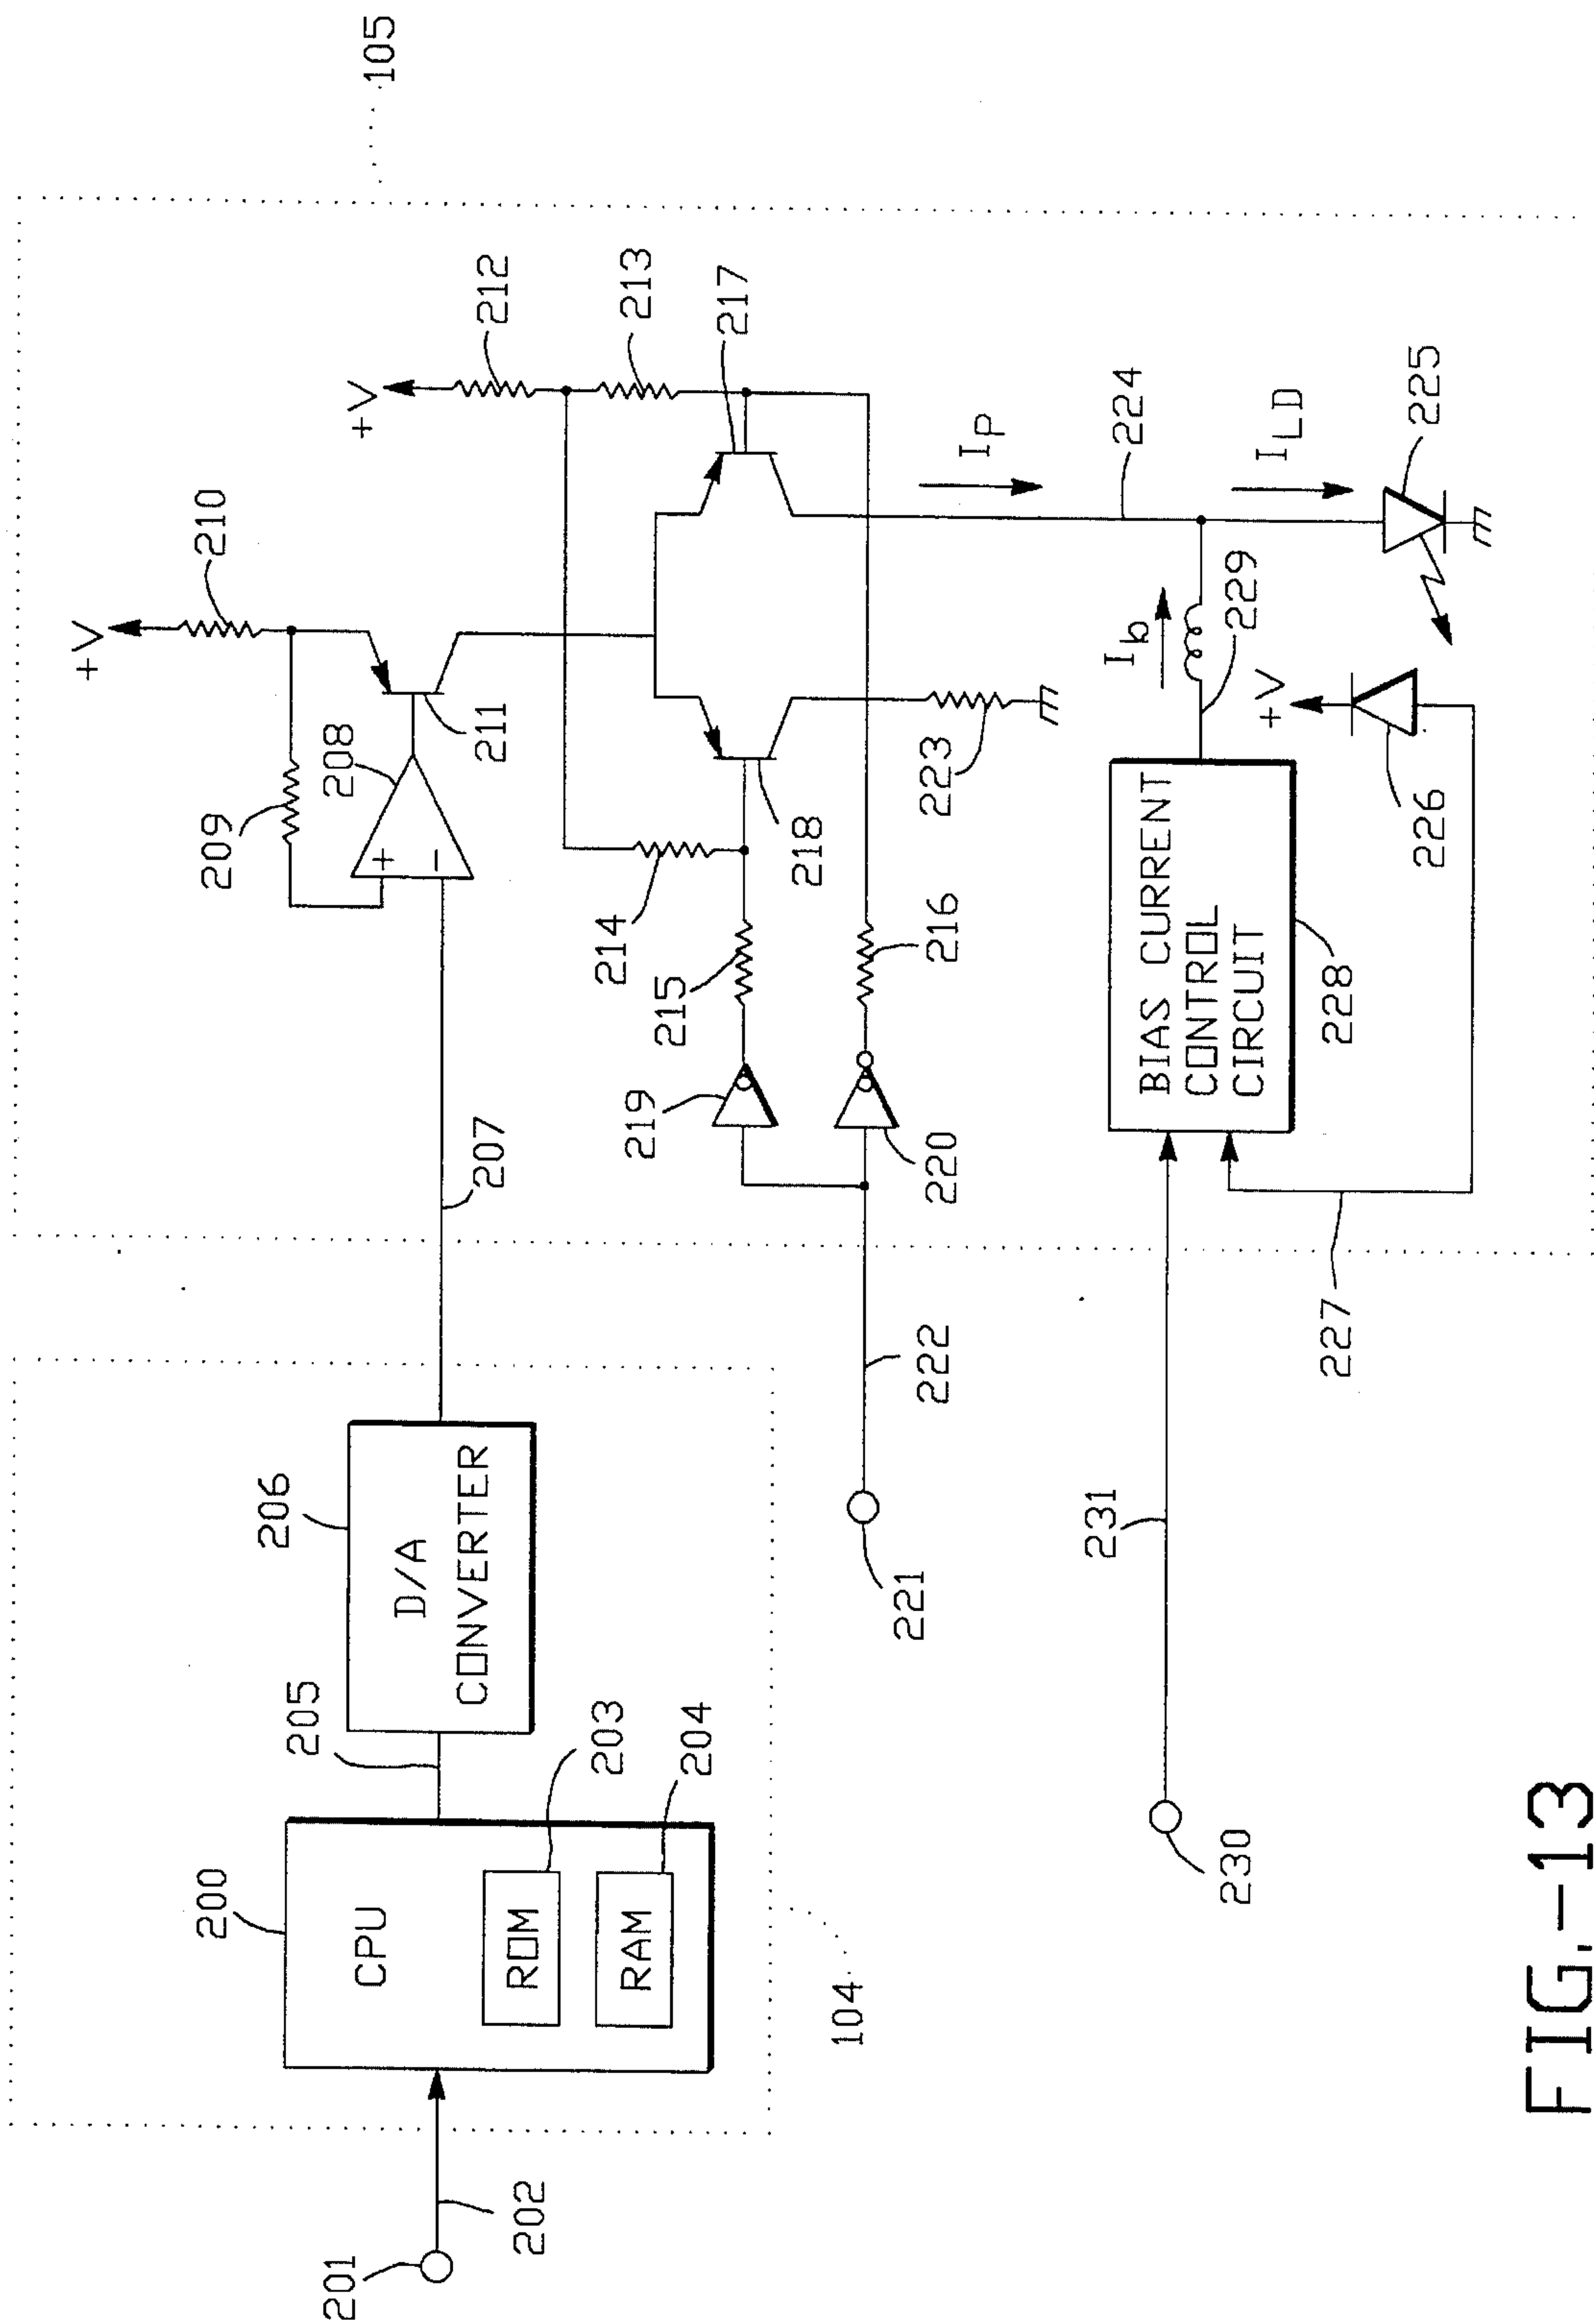 105
+V
210
209
208
211
+V
212
213
217
214
215
218
219
223
216
220
207
222
221
206
D/A
CONVERTER
205
200
CPU
ROM
203
RAM
204
104
201
202
I_P
224
I_LD
225
I_b
229
+V
226
BIAS CURRENT
CONTROL
CIRCUIT
228
227
231
230
FIG.-13